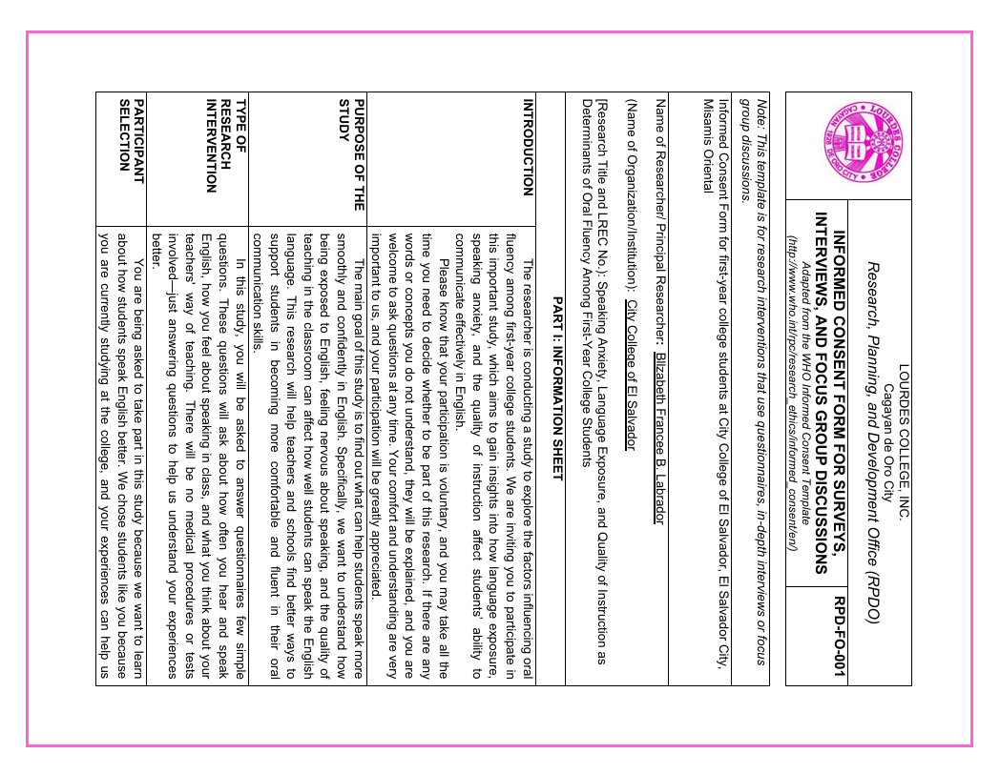 LOURDES COLLEGE, INC.
Cagayan de Oro City
Research, Planning, and Development Office (RPDO)
LOURDES COLLEGE
CAGAYAN DE ORO CITY
1928
INFORMED CONSENT FORM FOR SURVEYS,
INTERVIEWS, AND FOCUS GROUP DISCUSSIONS
Adapted from the WHO Informed Consent Template
(http://www.who.int/rpc/research_ethics/informed_consent/en/)
RPD-FO-001
Note: This template is for research interventions that use questionnaires, in-depth interviews or focus
group discussions.
Informed Consent Form for first-year college students at City College of El Salvador, El Salvador City,
Misamis Oriental
Name of Researcher/ Principal Researcher: Blizabeth Francee B. Labrador
(Name of Organization/Institution): City College of El Salvador
[Research Title and LREC No.): Speaking Anxiety, Language Exposure, and Quality of Instruction as
Determinants of Oral Fluency Among First-Year College Students
PART I: INFORMATION SHEET
INTRODUCTION
The researcher is conducting a study to explore the factors influencing oral
fluency among first-year college students. We are inviting you to participate in
this important study, which aims to gain insights into how language exposure,
speaking anxiety, and the quality of instruction affect students' ability to
communicate effectively in English.
Please know that your participation is voluntary, and you may take all the
time you need to decide whether to be part of this research. If there are any
words or concepts you do not understand, they will be explained, and you are
welcome to ask questions at any time. Your comfort and understanding are very
important to us, and your participation will be greatly appreciated.
PURPOSE OF THE
STUDY
The main goal of this study is to find out what can help students speak more
smoothly and confidently in English. Specifically, we want to understand how
being exposed to English, feeling nervous about speaking, and the quality of
teaching in the classroom can affect how well students can speak the English
language. This research will help teachers and schools find better ways to
support students in becoming more comfortable and fluent in their oral
communication skills.
TYPE OF
RESEARCH
INTERVENTION
In this study, you will be asked to answer questionnaires few simple
questions. These questions will ask about how often you hear and speak
English, how you feel about speaking in class, and what you think about your
teachers' way of teaching. There will be no medical procedures or tests
involved—just answering questions to help us understand your experiences
better.
PARTICIPANT
SELECTION
You are being asked to take part in this study because we want to learn
about how students speak English better. We chose students like you because
you are currently studying at the college, and your experiences can help us